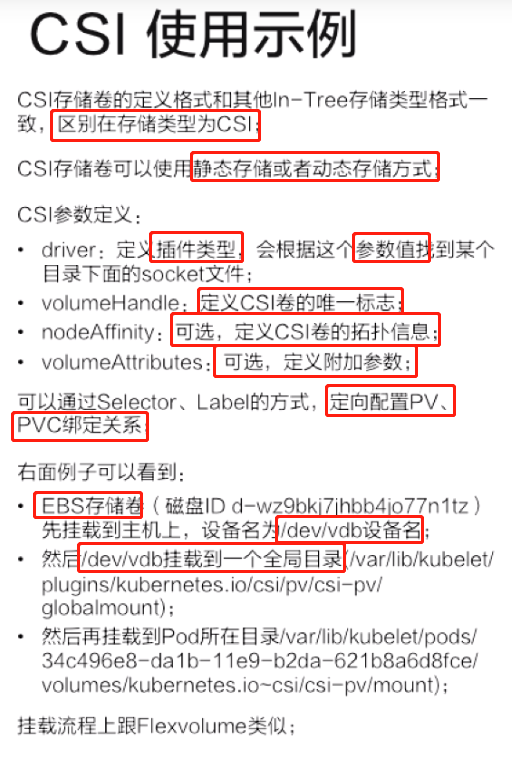 CSI 使用示例
CSI存储卷的定义格式和其他In-Tree存储类型格式一
致，区别在存储类型为CSI；
CSI存储卷可以使用静态存储或者动态存储方式；
CSI参数定义：
• driver：定义插件类型，会根据这个参数值找到某个
目录下面的socket文件；
• volumeHandle：定义CSI卷的唯一标志；
• nodeAffinity：可选，定义CSI卷的拓扑信息；
• volumeAttributes：可选，定义附加参数；
可以通过Selector、Label的方式，定向配置PV、
PVC绑定关系；
右面例子可以看到：
• EBS存储卷（磁盘ID d-wz9bkj7jhbb4jo77n1tz）
先挂载到主机上，设备名为/dev/vdb设备名；
• 然后/dev/vdb挂载到一个全局目录(/var/lib/kubelet/
plugins/kubernetes.io/csi/pv/csi-pv/
globalmount)；
• 然后再挂载到Pod所在目录/var/lib/kubelet/pods/
34c496e8-da1b-11e9-b2da-621b8a6d8fce/
volumes/kubernetes.io~csi/csi-pv/mount)；
挂载流程上跟Flexvolume类似；